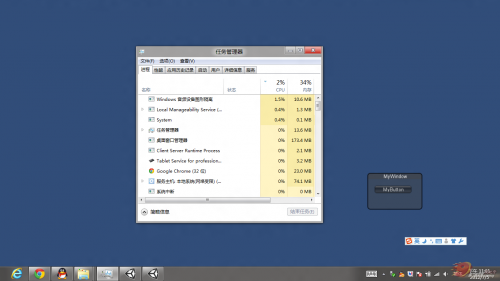 任务管理器
文件(F) 选项(O) 查看(V)
进程 性能 应用历史记录 启动 用户 详细信息 服务
2% 34%
名称 状态 CPU 内存
Windows 音频设备图形隔离 1.5% 10.6 MB
Local Manageability Service (... 0.4% 1.3 MB
System 0.4% 0.1 MB
任务管理器 0% 13.6 MB
桌面窗口管理器 0% 173.4 MB
Client Server Runtime Process 0% 2.1 MB
Tablet Service for profession... 0% 3.2 MB
Google Chrome (32 位) 0% 23.0 MB
服务主机: 本地系统(网络受限) (... 0% 74.1 MB
系统中断 0% 0 MB
简略信息
结束任务(E)
MyWindow
MyButton
英